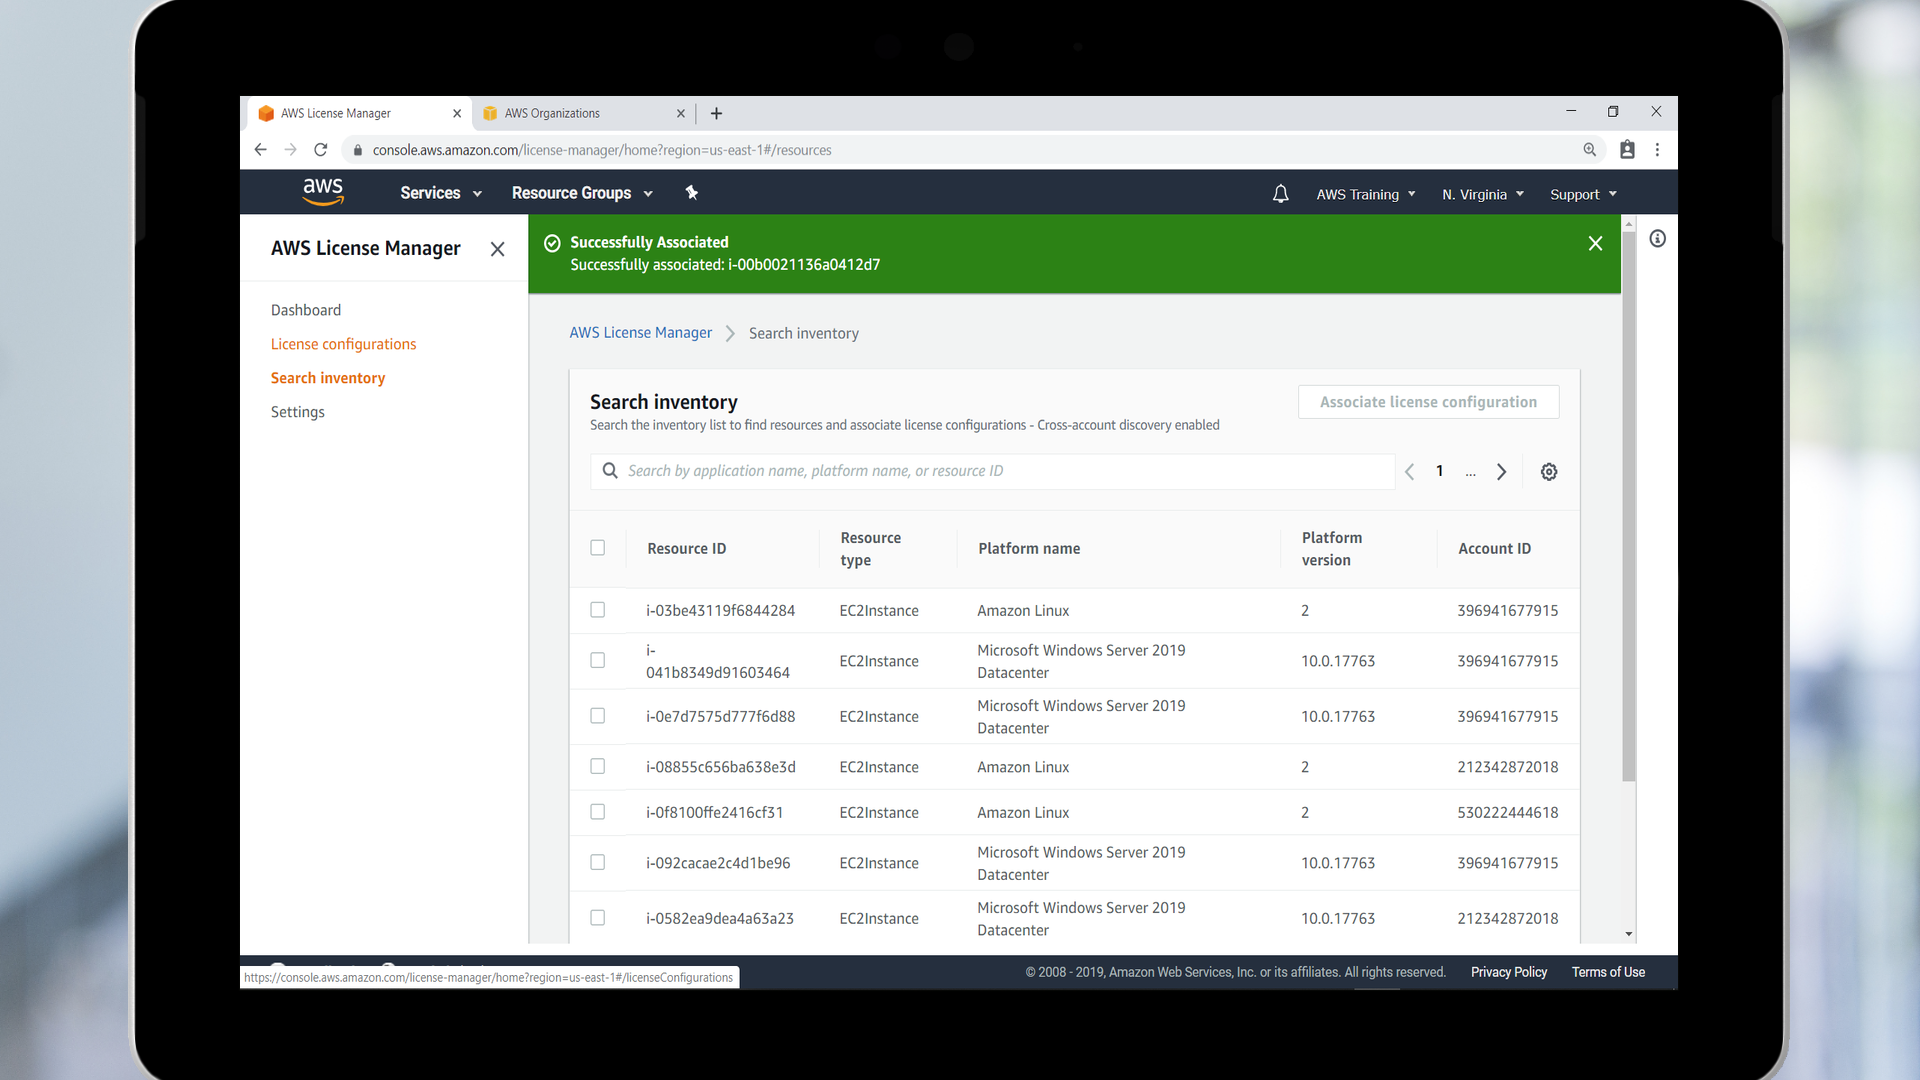 AWS License Manager
AWS Organizations
console.aws.amazon.com/license-manager/home?region=us-east-1#/resources
aws
Services
Resource Groups
AWS Training
N. Virginia
Support
AWS License Manager
Dashboard
License configurations
Search inventory
Settings
Successfully Associated
Successfully associated: i-00b0021136a0412d7
AWS License Manager
Search inventory
Search inventory
Associate license configuration
Search the inventory list to find resources and associate license configurations - Cross-account discovery enabled
Search by application name, platform name, or resource ID
1
...
Resource ID
Resource
type
Platform name
Platform
version
Account ID
i-03be43119f6844284
EC2Instance
Amazon Linux
2
396941677915
i-
041b8349d91603464
EC2Instance
Microsoft Windows Server 2019
Datacenter
10.0.17763
396941677915
i-0e7d7575d777f6d88
EC2Instance
Microsoft Windows Server 2019
Datacenter
10.0.17763
396941677915
i-08855c656ba638e3d
EC2Instance
Amazon Linux
2
212342872018
i-0f8100ffe2416cf31
EC2Instance
Amazon Linux
2
530222444618
i-092cacae2c4d1be96
EC2Instance
Microsoft Windows Server 2019
Datacenter
10.0.17763
396941677915
i-0582ea9dea4a63a23
EC2Instance
Microsoft Windows Server 2019
Datacenter
10.0.17763
212342872018
https://console.aws.amazon.com/license-manager/home?region=us-east-1#/licenseConfigurations
© 2008 - 2019, Amazon Web Services, Inc. or its affiliates. All rights reserved.
Privacy Policy
Terms of Use